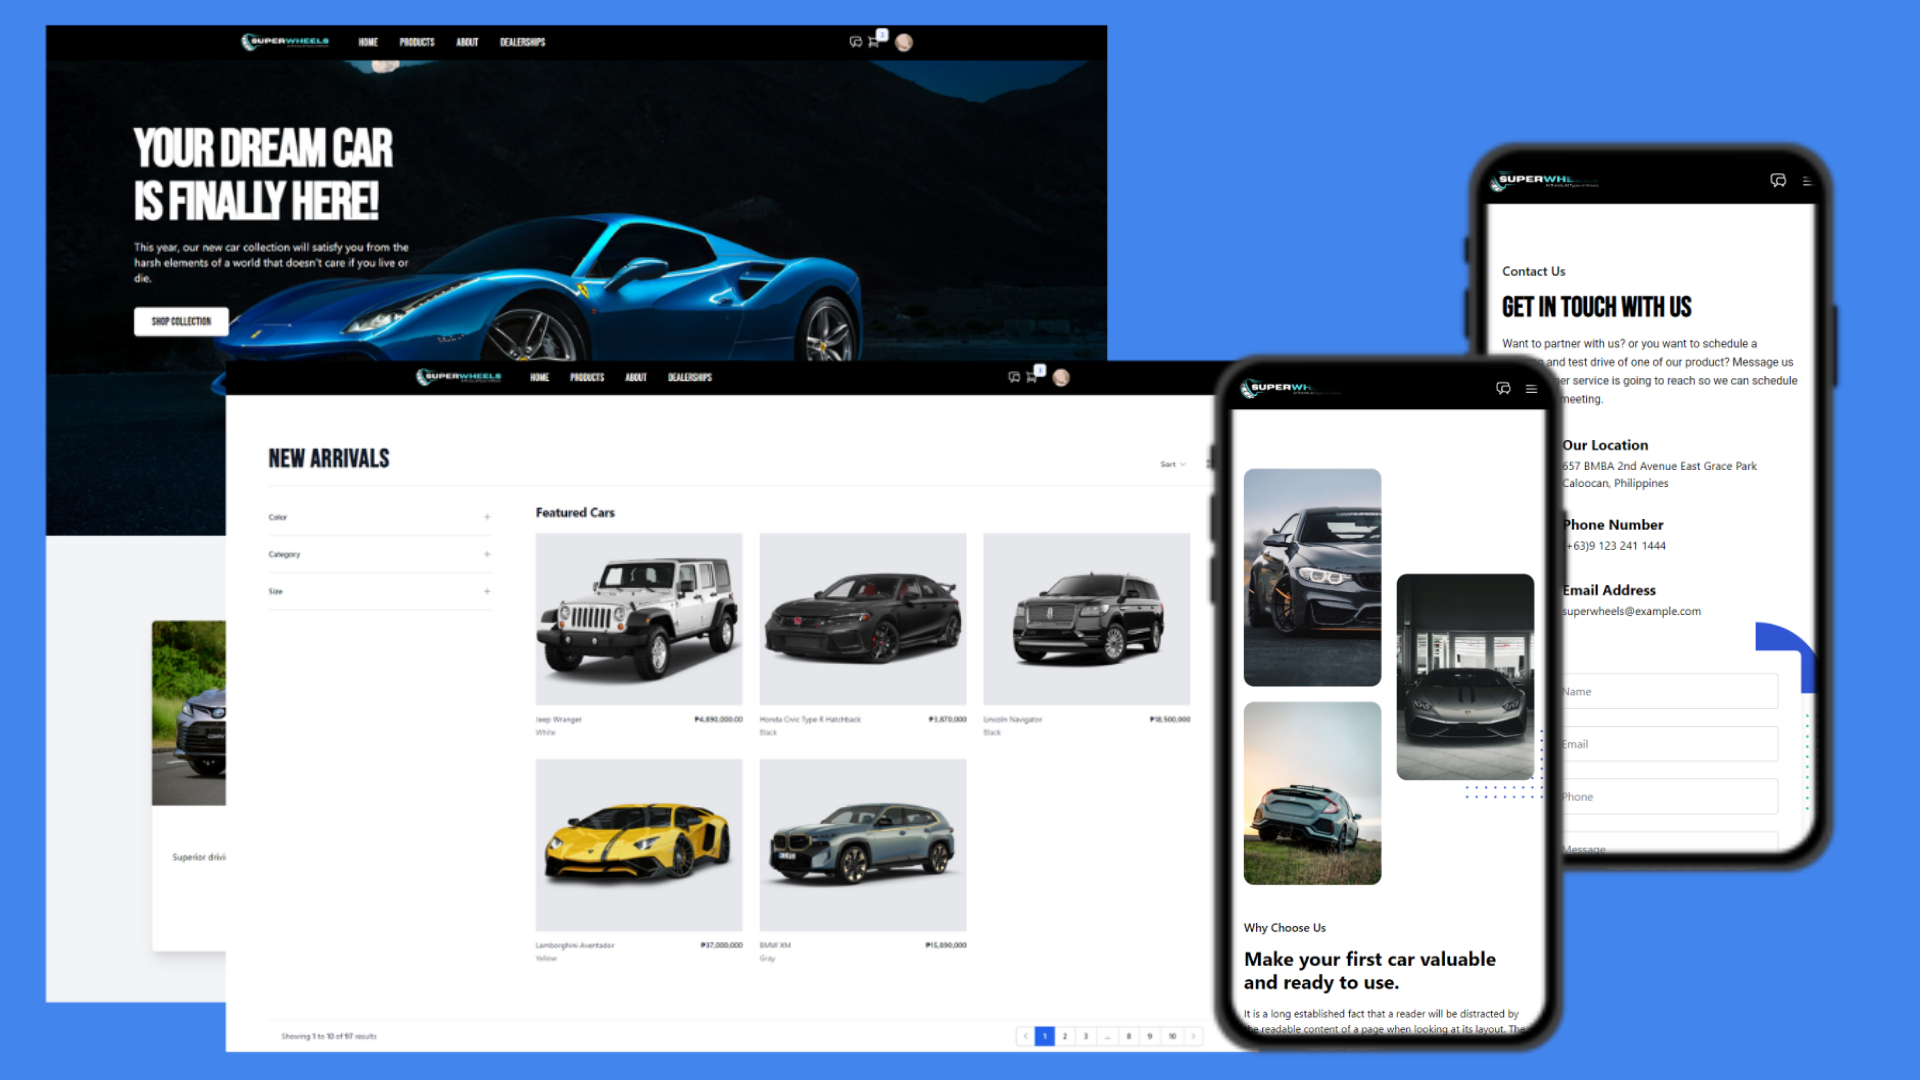 SUPERWHEELS
HOME PRODUCTS ABOUT DEALERSHIPS
YOUR DREAM CAR
IS FINALLY HERE!
This year, our new car collection will satisfy you from the
harsh elements of a world that doesn't care if you live or
die.
SHOP COLLECTION
Superior drivi
SUPERWHEELS
HOME PRODUCTS ABOUT DEALERSHIPS
NEW ARRIVALS
Sort
Color
Category
Size
Featured Cars
Jeep Wrangler ₱4,890,000.00
White
Honda Civic Type R Hatchback ₱3,870,000
Black
Lincoln Navigator ₱18,500,000
Black
Lamborghini Aventador ₱37,000,000
Yellow
BMW XM ₱15,890,000
Gray
Showing 1 to 10 of 97 results
1 2 3 ... 8 9 10
SUPERWH
Why Choose Us
Make your first car valuable
and ready to use.
It is a long established fact that a reader will be distracted by
the readable content of a page when looking at its layout. The
SUPERWH
Contact Us
GET IN TOUCH WITH US
Want to partner with us? or you want to schedule a
and test drive of one of our product? Message us
er service is going to reach so we can schedule
meeting.
Our Location
657 BMBA 2nd Avenue East Grace Park
Caloocan, Philippines
Phone Number
(+63)9 123 241 1444
Email Address
superwheels@example.com
Name
Email
Phone
Message